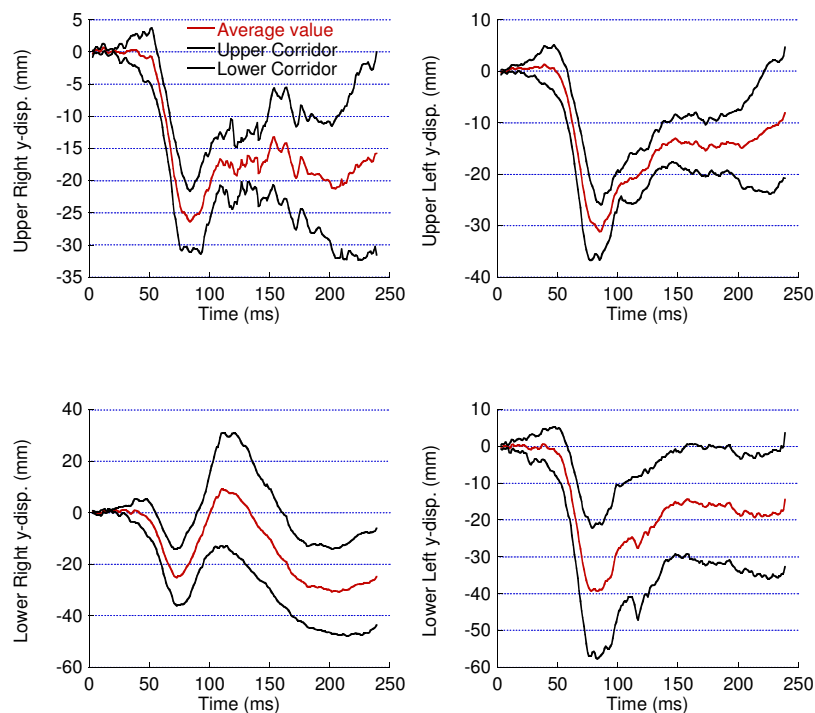 Upper Right y-disp. (mm)
5
0
-5
-10
-15
-20
-25
-30
-35
Average value
Upper Corridor
Lower Corridor
0 50 100 150 200 250
Time (ms)
Upper Left y-disp. (mm)
10
0
-10
-20
-30
-40
0 50 100 150 200 250
Time (ms)
Lower Right y-disp. (mm)
40
20
0
-20
-40
-60
0 50 100 150 200 250
Time (ms)
Lower Left y-disp. (mm)
10
0
-10
-20
-30
-40
-50
-60
0 50 100 150 200 250
Time (ms)